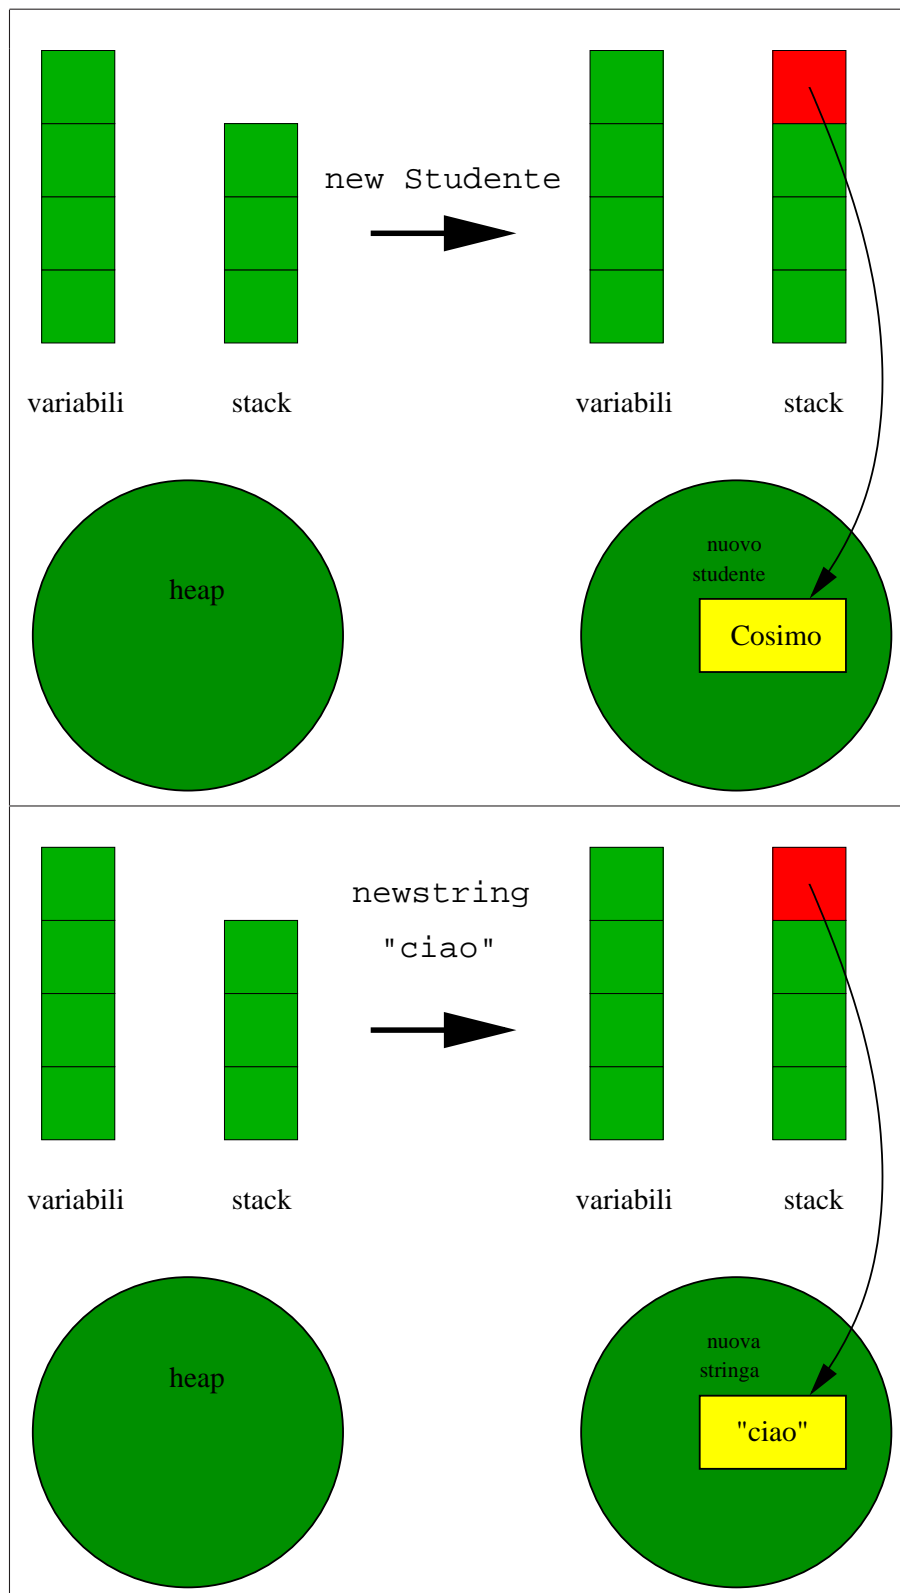 new Studente
variabili
stack
variabili
stack
heap
nuovo
studente
Cosimo
newstring
"ciao"
variabili
stack
variabili
stack
heap
nuova
stringa
"ciao"